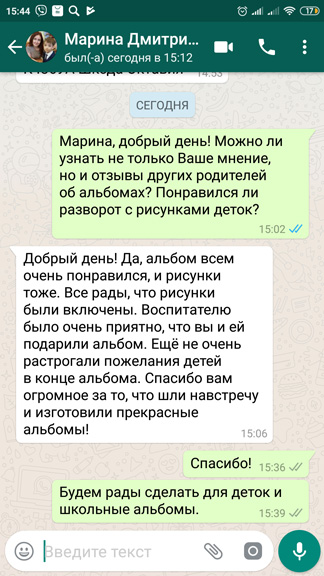 15:44
17
Марина Дмитри...
был(-а) сегодня в 15:12
14:53
СЕГОДНЯ
Марина, добрый день! Можно ли
узнать не только Ваше мнение,
но и отзывы других родителей
об альбомах? Понравился ли
разворот с рисунками деток?
15:02
Добрый день! Да, альбом всем
очень понравился, и рисунки
тоже. Все рады, что рисунки
были включены. Воспитателю
было очень приятно, что вы и ей
подарили альбом. Ещё не очень
растрогали пожелания детей
в конце альбома. Спасибо вам
огромное за то, что шли навстречу
и изготовили прекрасные
альбомы!
15:06
Спасибо!
15:36
Будем рады сделать для деток и
школьные альбомы.
15:39
Введите текст